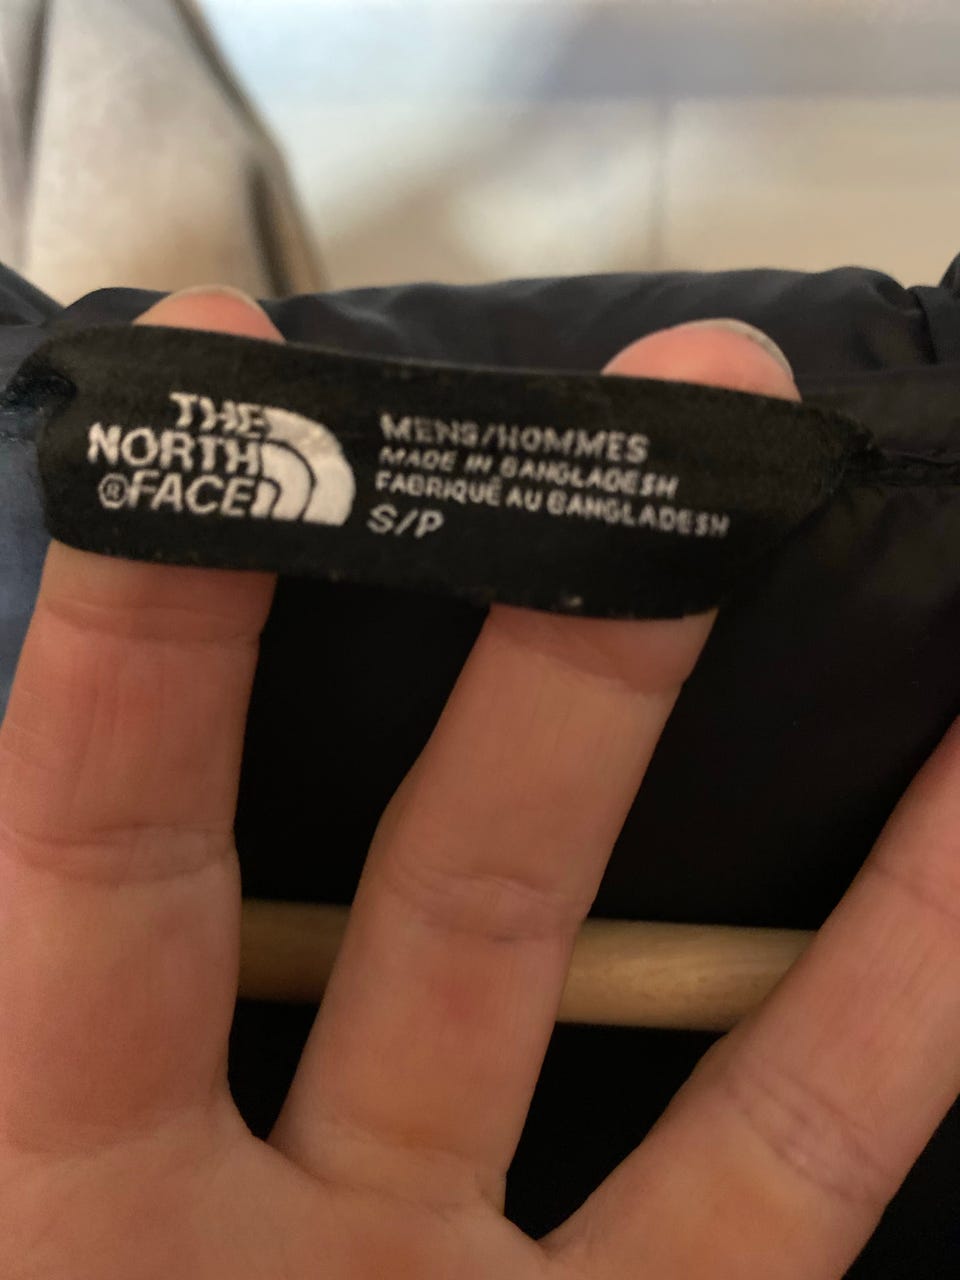 THE
NORTH
®FACE
MENS/HOMMES
MADE IN BANGLADESH
FABRIQUÉ AU BANGLADESH
S/P